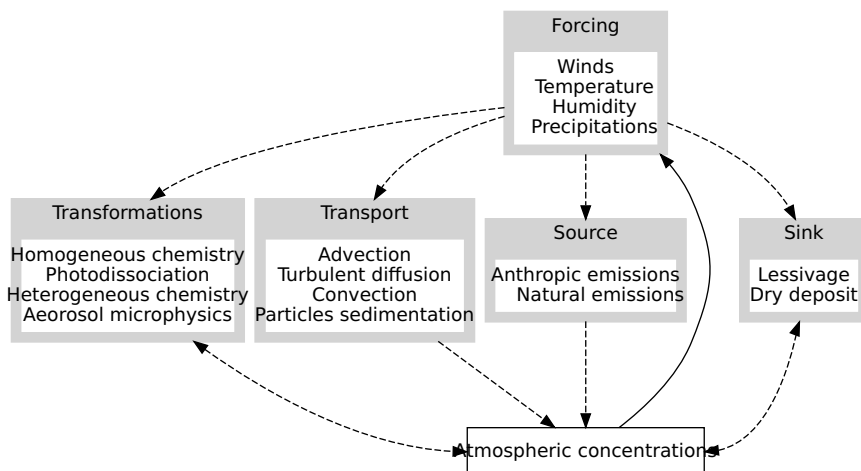 Forcing
Winds
Temperature
Humidity
Precipitations
Transformations
Homogeneous chemistry
Photodissociation
Heterogeneous chemistry
Aeorosol microphysics
Transport
Advection
Turbulent diffusion
Convection
Particles sedimentation
Source
Anthropic emissions
Natural emissions
Sink
Lessivage
Dry deposit
Atmospheric concentrations